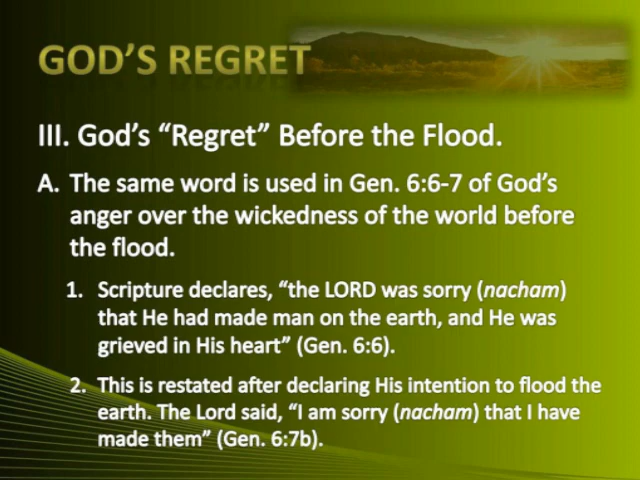 GOD'S REGRET
III. God's “Regret” Before the Flood.
A. The same word is used in Gen. 6:6-7 of God's
anger over the wickedness of the world before
the flood.
1. Scripture declares, “the LORD was sorry (nacham)
that He had made man on the earth, and He was
grieved in His heart” (Gen. 6:6).
2. This is restated after declaring His intention to flood the
earth. The Lord said, “I am sorry (nacham) that I have
made them” (Gen. 6:7b).